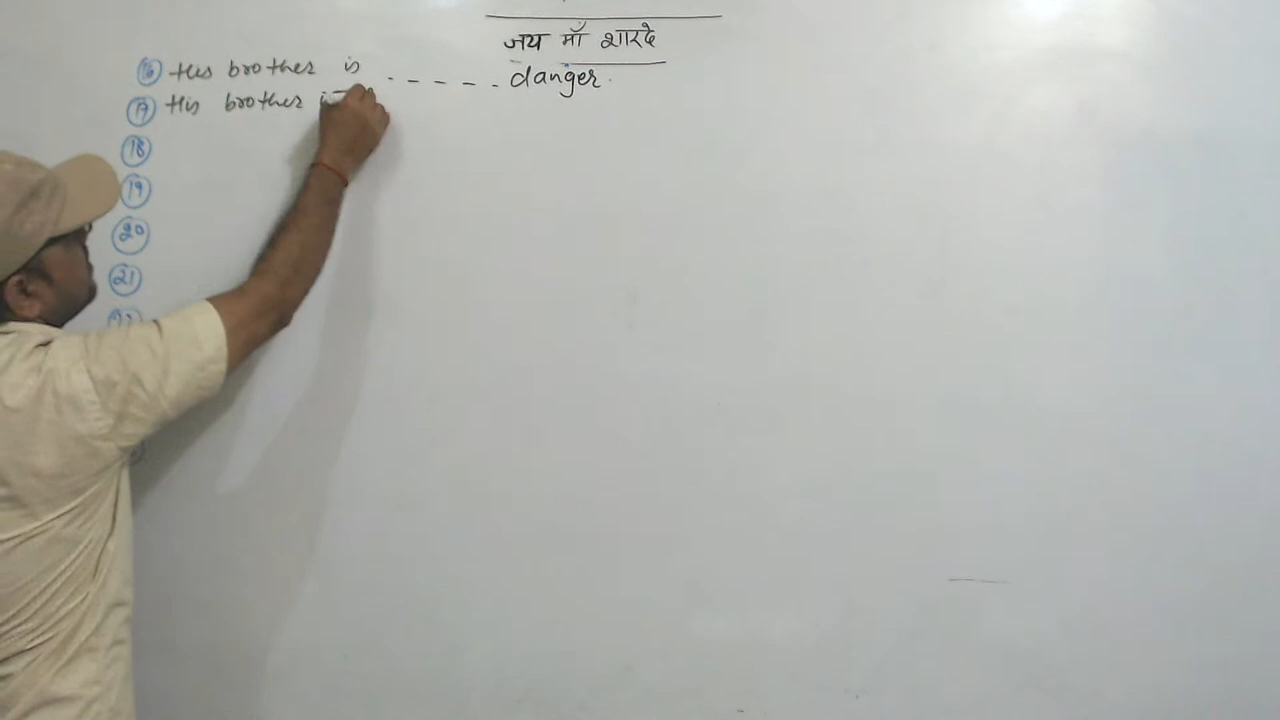 जय माँ शारदे
16 His brother is - - - - - danger.
17 His brother
18
19
20
21